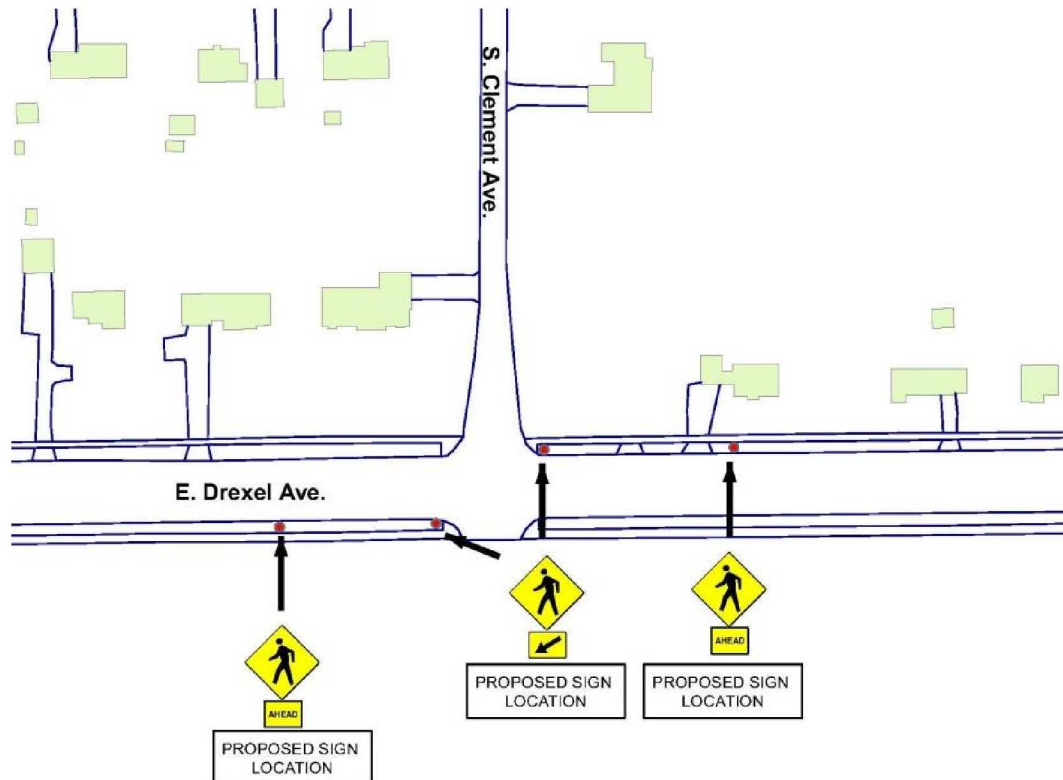 S. Clement Ave.
E. Drexel Ave.
AHEAD
PROPOSED SIGN
LOCATION
PROPOSED SIGN
LOCATION
AHEAD
PROPOSED SIGN
LOCATION